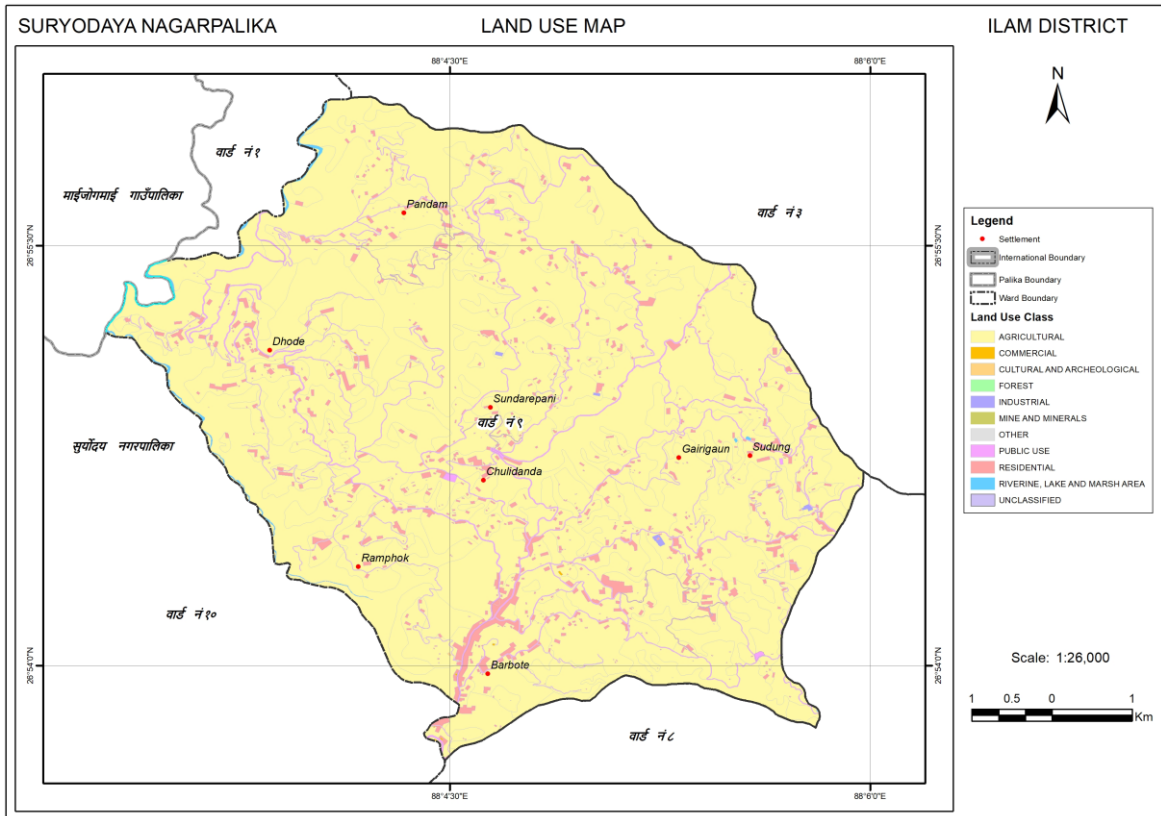 SURYODAYA NAGARPALIKA
LAND USE MAP
ILAM DISTRICT
88°4'30"E
88°6'0"E
N
वार्ड नं १
माईजोगमाई गाउँपालिका
Pandam
वार्ड नं ३
26°55'30"N
26°55'30"N
Dhode
Sundarepani
वार्ड नं ९
सुर्योदय नगरपालिका
Gairigaun
Sudung
Chulidanda
Ramphok
वार्ड नं १०
26°54'0"N
26°54'0"N
Barbote
वार्ड नं ८
88°4'30"E
88°6'0"E
Legend
Settlement
International Boundary
Palika Boundary
Ward Boundary
Land Use Class
AGRICULTURAL
COMMERCIAL
CULTURAL AND ARCHEOLOGICAL
FOREST
INDUSTRIAL
MINE AND MINERALS
OTHER
PUBLIC USE
RESIDENTIAL
RIVERINE, LAKE AND MARSH AREA
UNCLASSIFIED
Scale: 1:26,000
1 0.5 0 1
Km